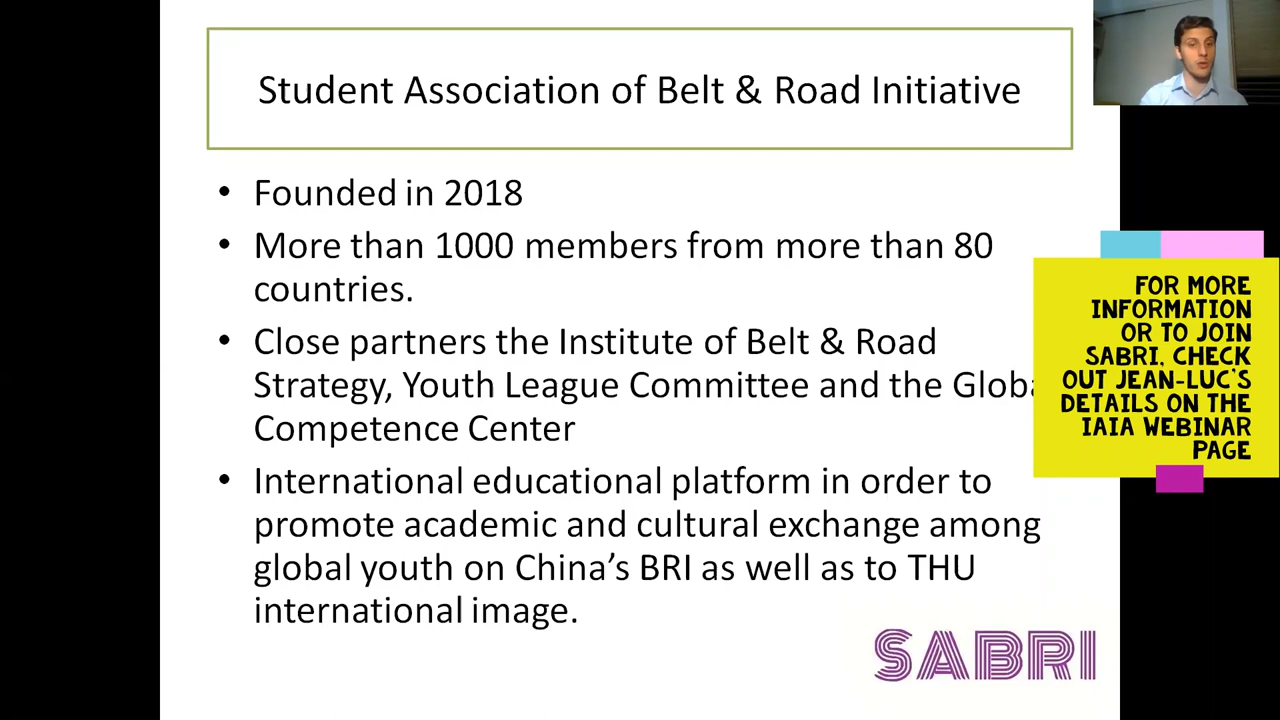 Student Association of Belt & Road Initiative
• Founded in 2018
• More than 1000 members from more than 80
countries.
• Close partners the Institute of Belt & Road
Strategy, Youth League Committee and the Globa
Competence Center
• International educational platform in order to
promote academic and cultural exchange among
global youth on China’s BRI as well as to THU
international image.
FOR MORE
INFORMATION
OR TO JOIN
SABRI, CHECK
OUT JEAN-LUC'S
DETAILS ON THE
IAIA WEBINAR
PAGE
SABRI